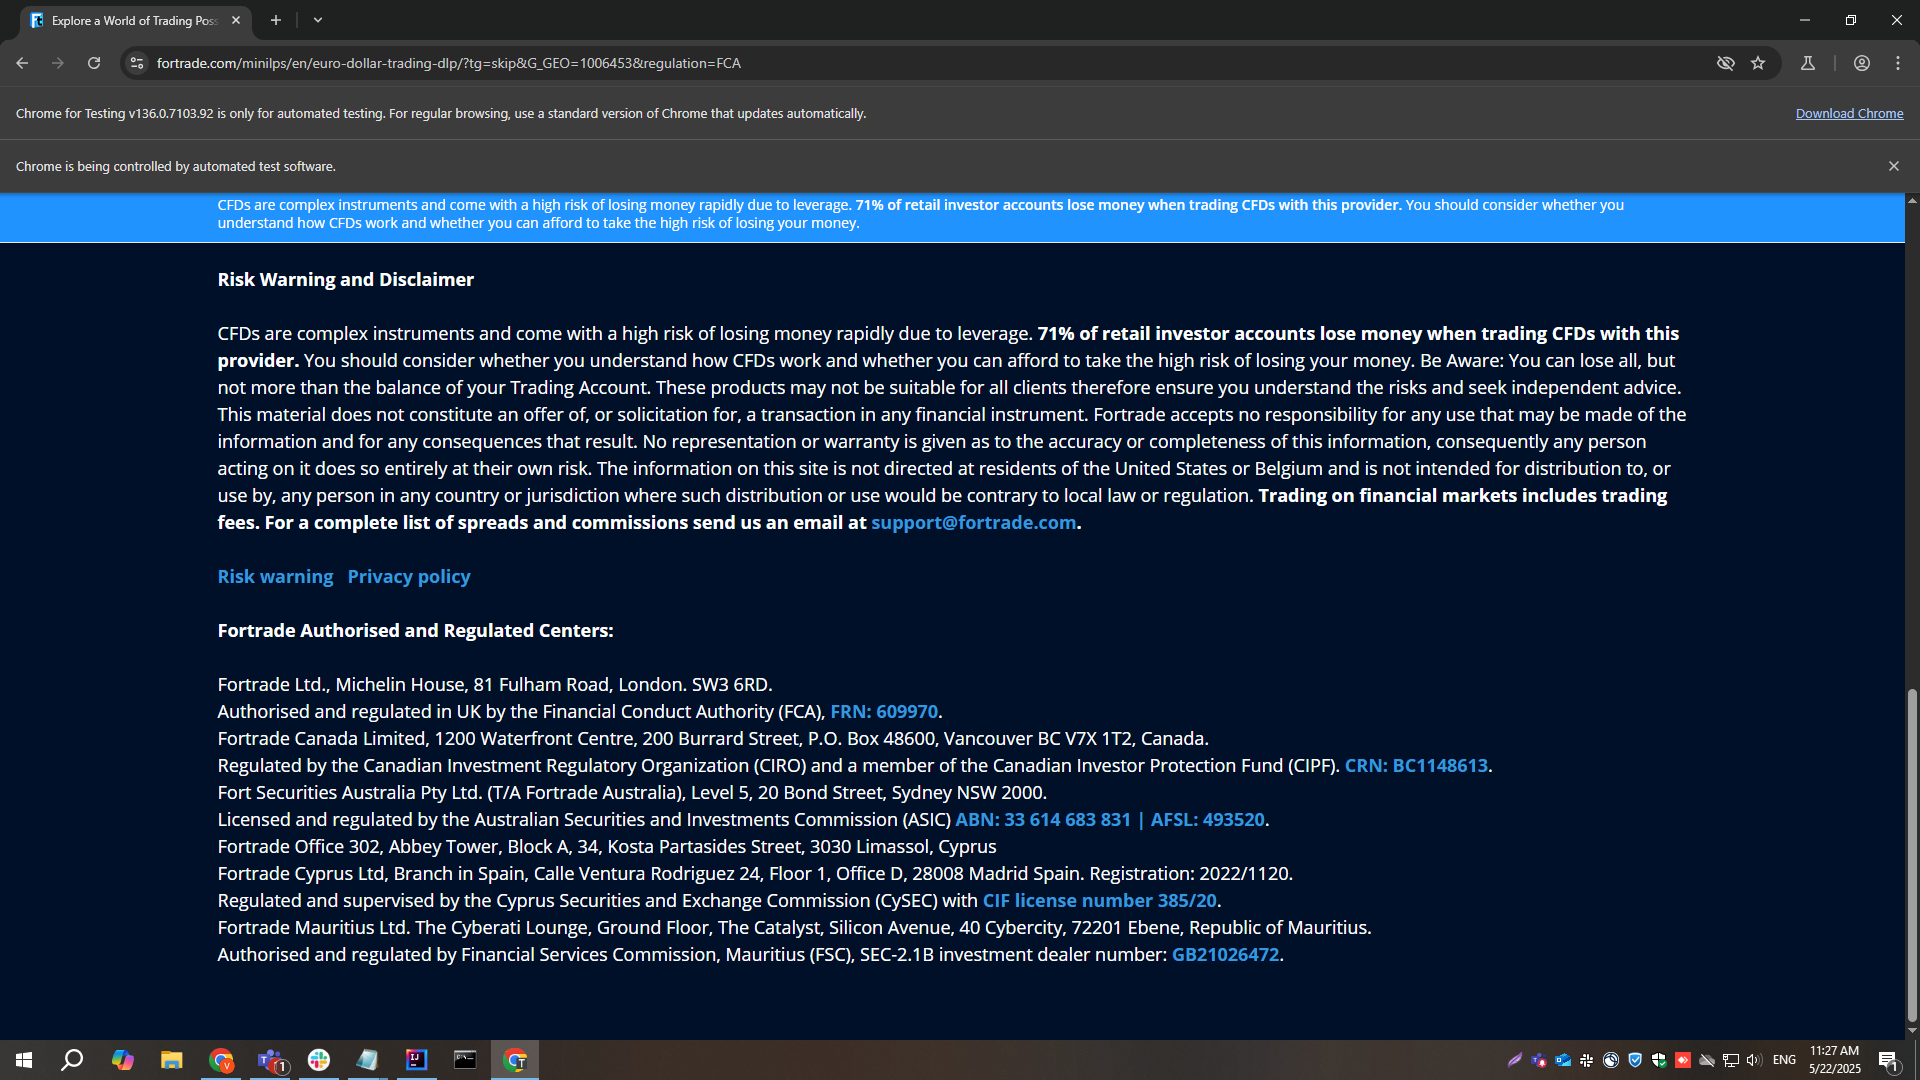 Explore a World of Trading Poss
fortrade.com/minilps/en/euro-dollar-trading-dlp/?tg=skip&G_GEO=1006453&regulation=FCA
Chrome for Testing v136.0.7103.92 is only for automated testing. For regular browsing, use a standard version of Chrome that updates automatically.
Download Chrome
Chrome is being controlled by automated test software.
CFDs are complex instruments and come with a high risk of losing money rapidly due to leverage. 71% of retail investor accounts lose money when trading CFDs with this provider. You should consider whether you
understand how CFDs work and whether you can afford to take the high risk of losing your money.
Risk Warning and Disclaimer
CFDs are complex instruments and come with a high risk of losing money rapidly due to leverage. 71% of retail investor accounts lose money when trading CFDs with this
provider. You should consider whether you understand how CFDs work and whether you can afford to take the high risk of losing your money. Be Aware: You can lose all, but
not more than the balance of your Trading Account. These products may not be suitable for all clients therefore ensure you understand the risks and seek independent advice.
This material does not constitute an offer of, or solicitation for, a transaction in any financial instrument. Fortrade accepts no responsibility for any use that may be made of the
information and for any consequences that result. No representation or warranty is given as to the accuracy or completeness of this information, consequently any person
acting on it does so entirely at their own risk. The information on this site is not directed at residents of the United States or Belgium and is not intended for distribution to, or
use by, any person in any country or jurisdiction where such distribution or use would be contrary to local law or regulation. Trading on financial markets includes trading
fees. For a complete list of spreads and commissions send us an email at support@fortrade.com.
Risk warning Privacy policy
Fortrade Authorised and Regulated Centers:
Fortrade Ltd., Michelin House, 81 Fulham Road, London. SW3 6RD.
Authorised and regulated in UK by the Financial Conduct Authority (FCA), FRN: 609970.
Fortrade Canada Limited, 1200 Waterfront Centre, 200 Burrard Street, P.O. Box 48600, Vancouver BC V7X 1T2, Canada.
Regulated by the Canadian Investment Regulatory Organization (CIRO) and a member of the Canadian Investor Protection Fund (CIPF). CRN: BC1148613.
Fort Securities Australia Pty Ltd. (T/A Fortrade Australia), Level 5, 20 Bond Street, Sydney NSW 2000.
Licensed and regulated by the Australian Securities and Investments Commission (ASIC) ABN: 33 614 683 831 | AFSL: 493520.
Fortrade Office 302, Abbey Tower, Block A, 34, Kosta Partasides Street, 3030 Limassol, Cyprus
Fortrade Cyprus Ltd, Branch in Spain, Calle Ventura Rodriguez 24, Floor 1, Office D, 28008 Madrid Spain. Registration: 2022/1120.
Regulated and supervised by the Cyprus Securities and Exchange Commission (CySEC) with CIF license number 385/20.
Fortrade Mauritius Ltd. The Cyberati Lounge, Ground Floor, The Catalyst, Silicon Avenue, 40 Cybercity, 72201 Ebene, Republic of Mauritius.
Authorised and regulated by Financial Services Commission, Mauritius (FSC), SEC-2.1B investment dealer number: GB21026472.
ENG
11:27 AM
5/22/2025